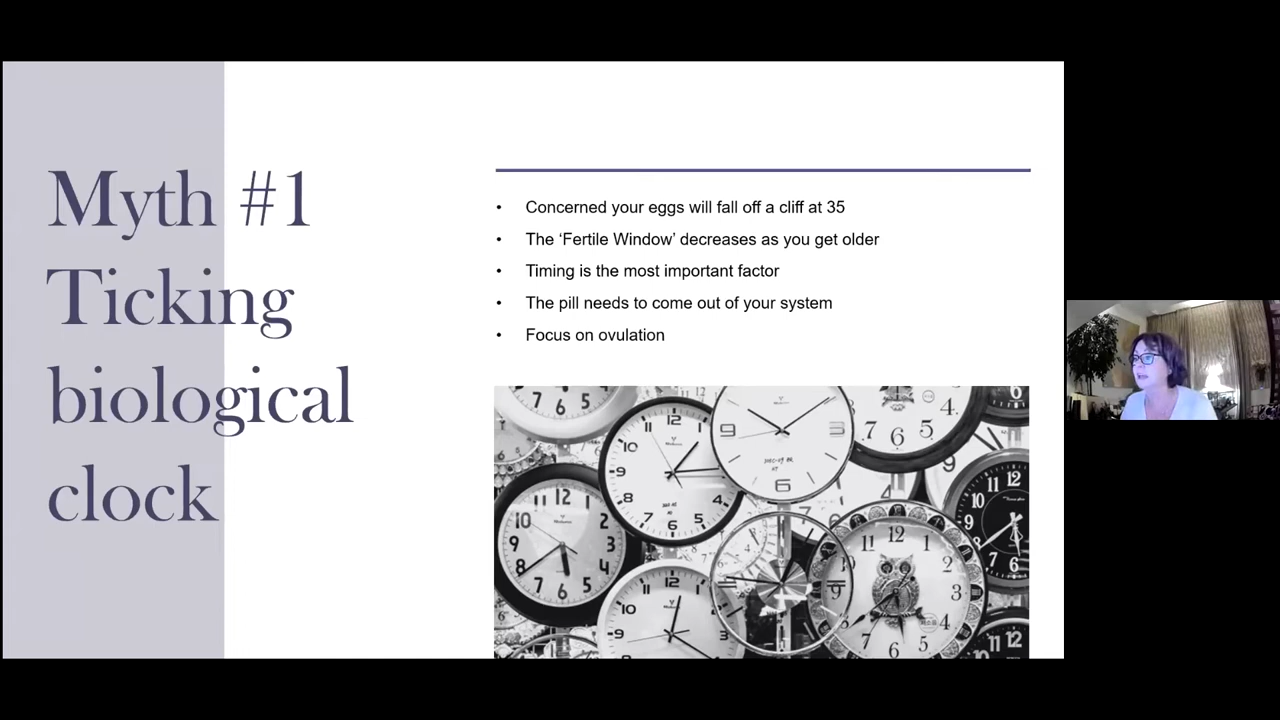 Myth #1
Ticking
biological
clock
• Concerned your eggs will fall off a cliff at 35
• The ‘Fertile Window’ decreases as you get older
• Timing is the most important factor
• The pill needs to come out of your system
• Focus on ovulation